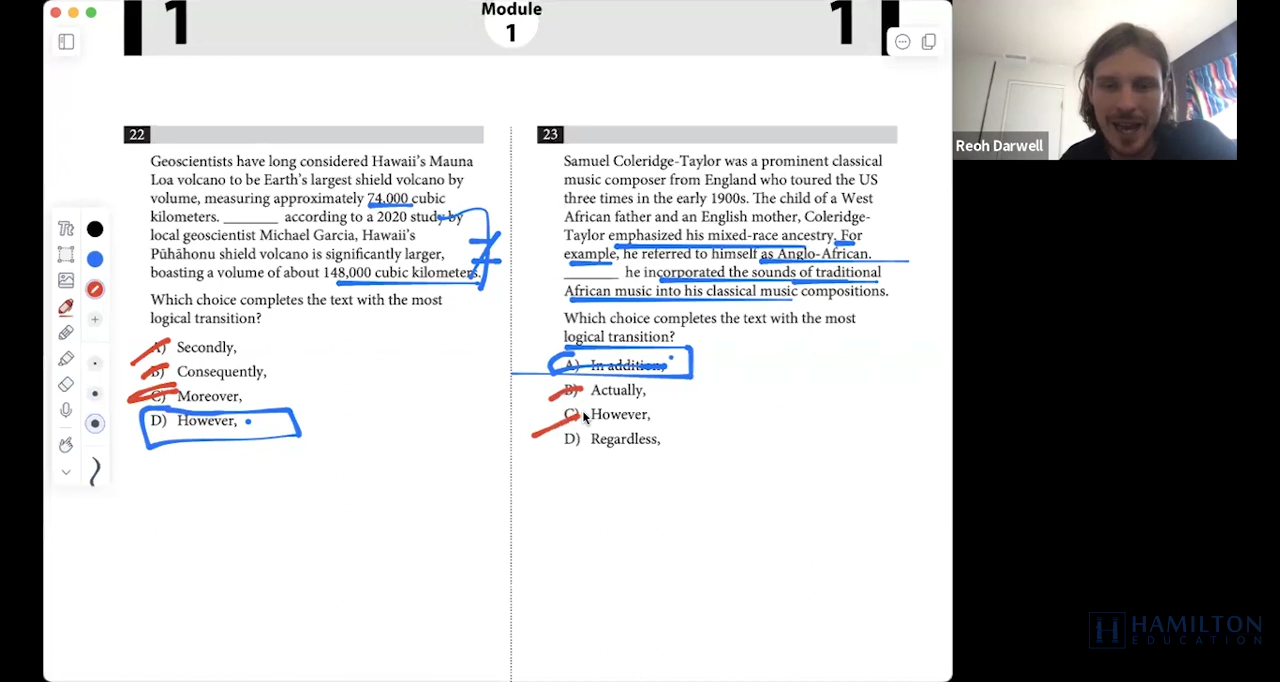 1
Module
1
1
22
Geoscientists have long considered Hawaii's Mauna
Loa volcano to be Earth's largest shield volcano by
volume, measuring approximately 74,000 cubic
kilometers. ______ according to a 2020 study by
local geoscientist Michael Garcia, Hawaii's
Pūhāhonu shield volcano is significantly larger,
boasting a volume of about 148,000 cubic kilometers.
Which choice completes the text with the most
logical transition?
A) Secondly,
B) Consequently,
C) Moreover,
D) However,
23
Samuel Coleridge-Taylor was a prominent classical
music composer from England who toured the US
three times in the early 1900s. The child of a West
African father and an English mother, Coleridge-
Taylor emphasized his mixed-race ancestry. For
example, he referred to himself as Anglo-African.
______ he incorporated the sounds of traditional
African music into his classical music compositions.
Which choice completes the text with the most
logical transition?
A) In addition,
B) Actually,
C) However,
D) Regardless,
Tt
Reoh Darwell
H HAMILTON
EDUCATION